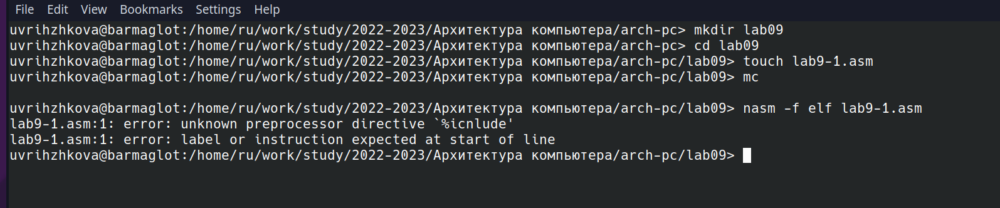 File Edit View Bookmarks Settings Help
uvrihzhkova@barmaglot:/home/ru/work/study/2022-2023/Архитектура компьютера/arch-pc> mkdir lab09
uvrihzhkova@barmaglot:/home/ru/work/study/2022-2023/Архитектура компьютера/arch-pc> cd lab09
uvrihzhkova@barmaglot:/home/ru/work/study/2022-2023/Архитектура компьютера/arch-pc/lab09> touch lab9-1.asm
uvrihzhkova@barmaglot:/home/ru/work/study/2022-2023/Архитектура компьютера/arch-pc/lab09> mc
uvrihzhkova@barmaglot:/home/ru/work/study/2022-2023/Архитектура компьютера/arch-pc/lab09> nasm -f elf lab9-1.asm
lab9-1.asm:1: error: unknown preprocessor directive `%icnlude'
lab9-1.asm:1: error: label or instruction expected at start of line
uvrihzhkova@barmaglot:/home/ru/work/study/2022-2023/Архитектура компьютера/arch-pc/lab09>